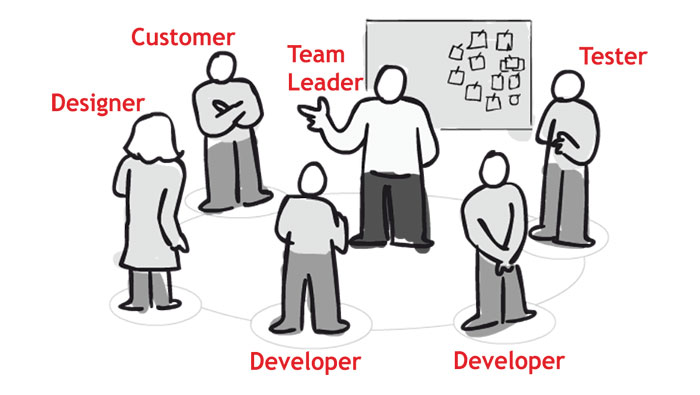 Customer
Team
Leader
Tester
Designer
Developer
Developer